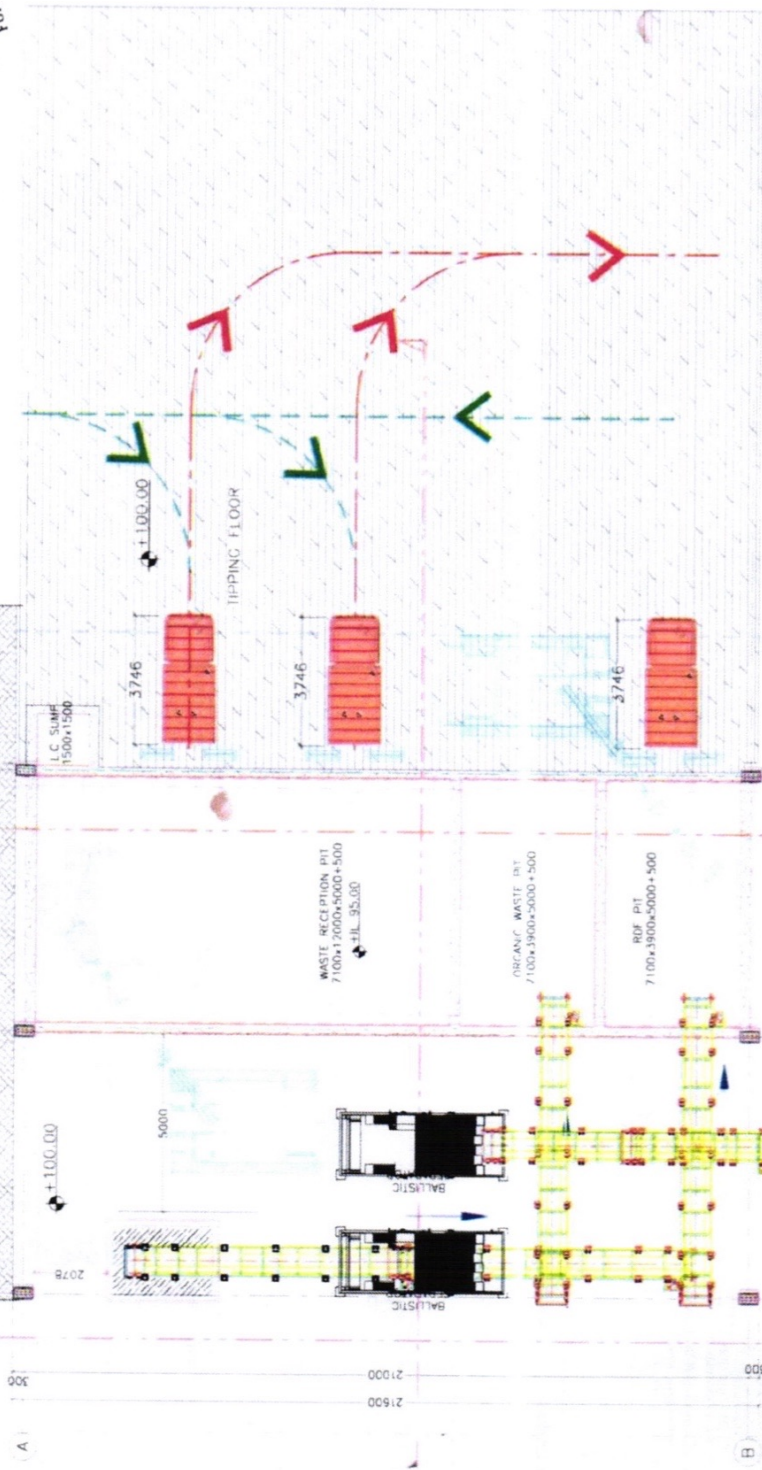 +100.00
TIPPING FLOOR
3746
3746
3746
L.C SUMP
1500x1500
WASTE RECEPTION PIT
7100x12000x5000+500
+IL 95.00
ORGANIC WASTE PIT
7100x3900x5000+500
RDF PIT
7100x3900x5000+500
5000
+100.00
BALLISTIC
BALLISTIC
2078
300
21000
21600
A
B